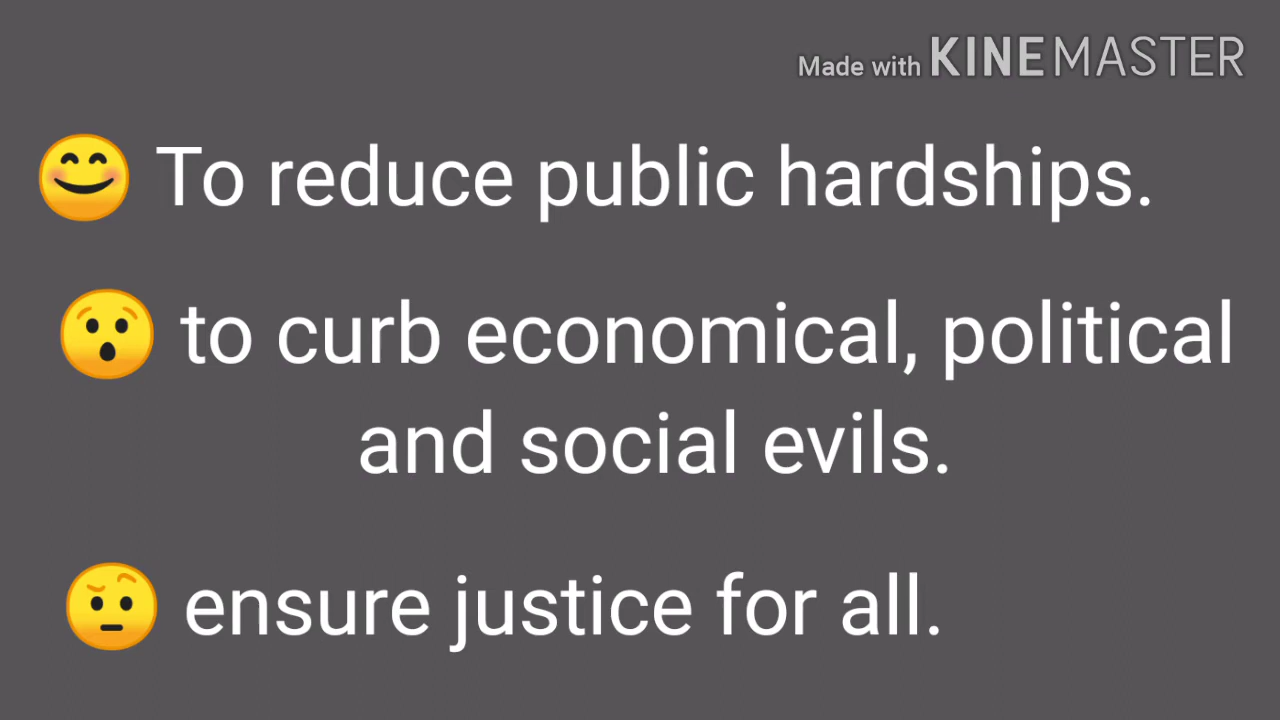 Made with KINEMASTER
😊 To reduce public hardships.
😯 to curb economical, political
and social evils.
🤨 ensure justice for all.